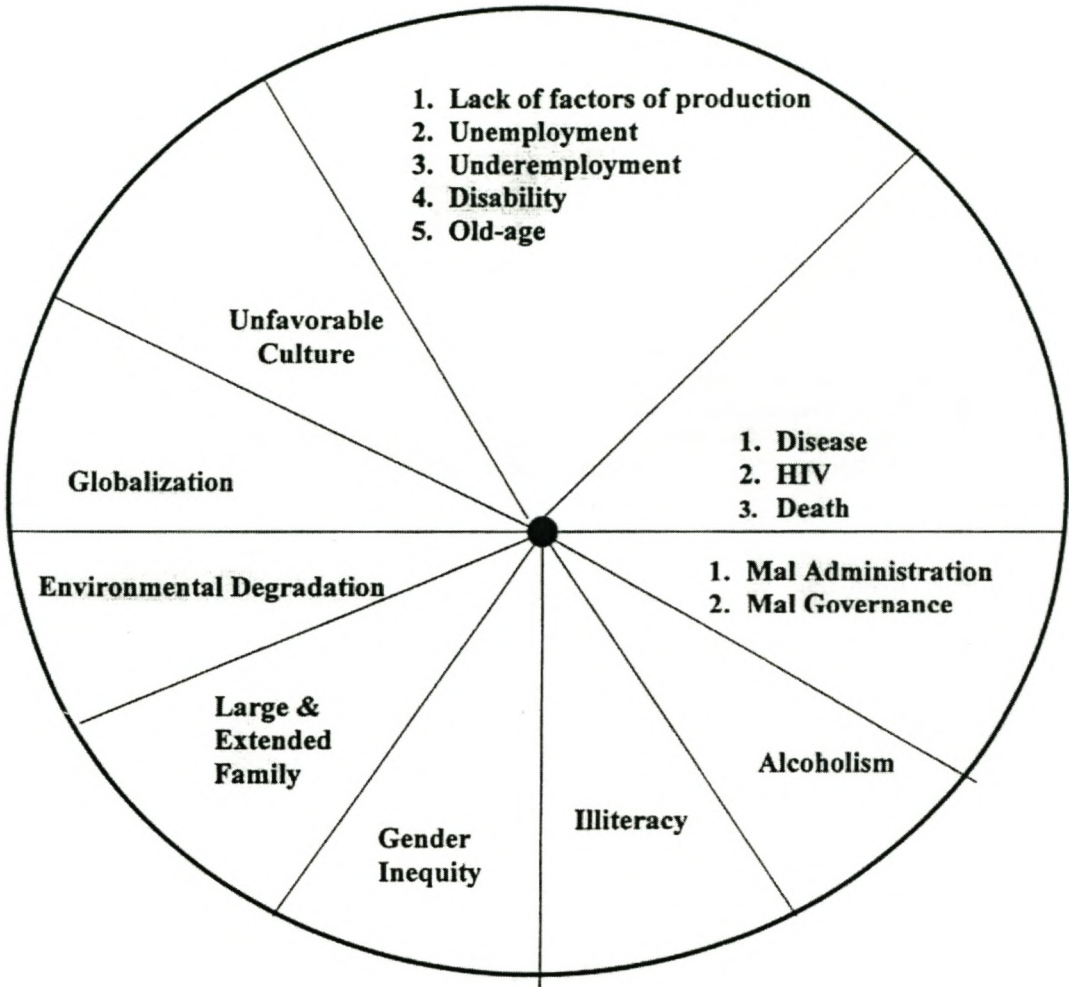 1. Lack of factors of production
2. Unemployment
3. Underemployment
4. Disability
5. Old-age
Unfavorable
Culture
Globalization
1. Disease
2. HIV
3. Death
Environmental Degradation
1. Mal Administration
2. Mal Governance
Large &
Extended
Family
Alcoholism
Gender
Inequity
Illiteracy